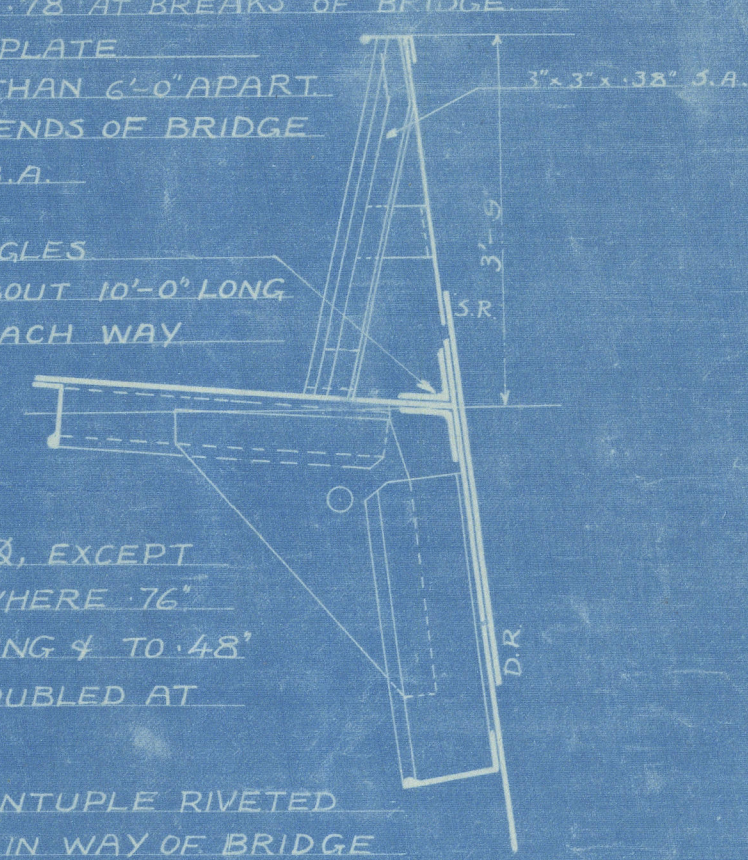 ·78" AT BREAKS OF BRIDGE.
PLATE
THAN 6'-0" APART.
ENDS OF BRIDGE
.A.
3" x 3" x ·38" S.A.
3'-9"
GLES
OUT 10'-0" LONG
ACH WAY
S.R.
Ø, EXCEPT
WHERE ·76"
NG & TO ·48"
OUBLED AT
D.R.
NTUPLE RIVETED
IN WAY OF BRIDGE